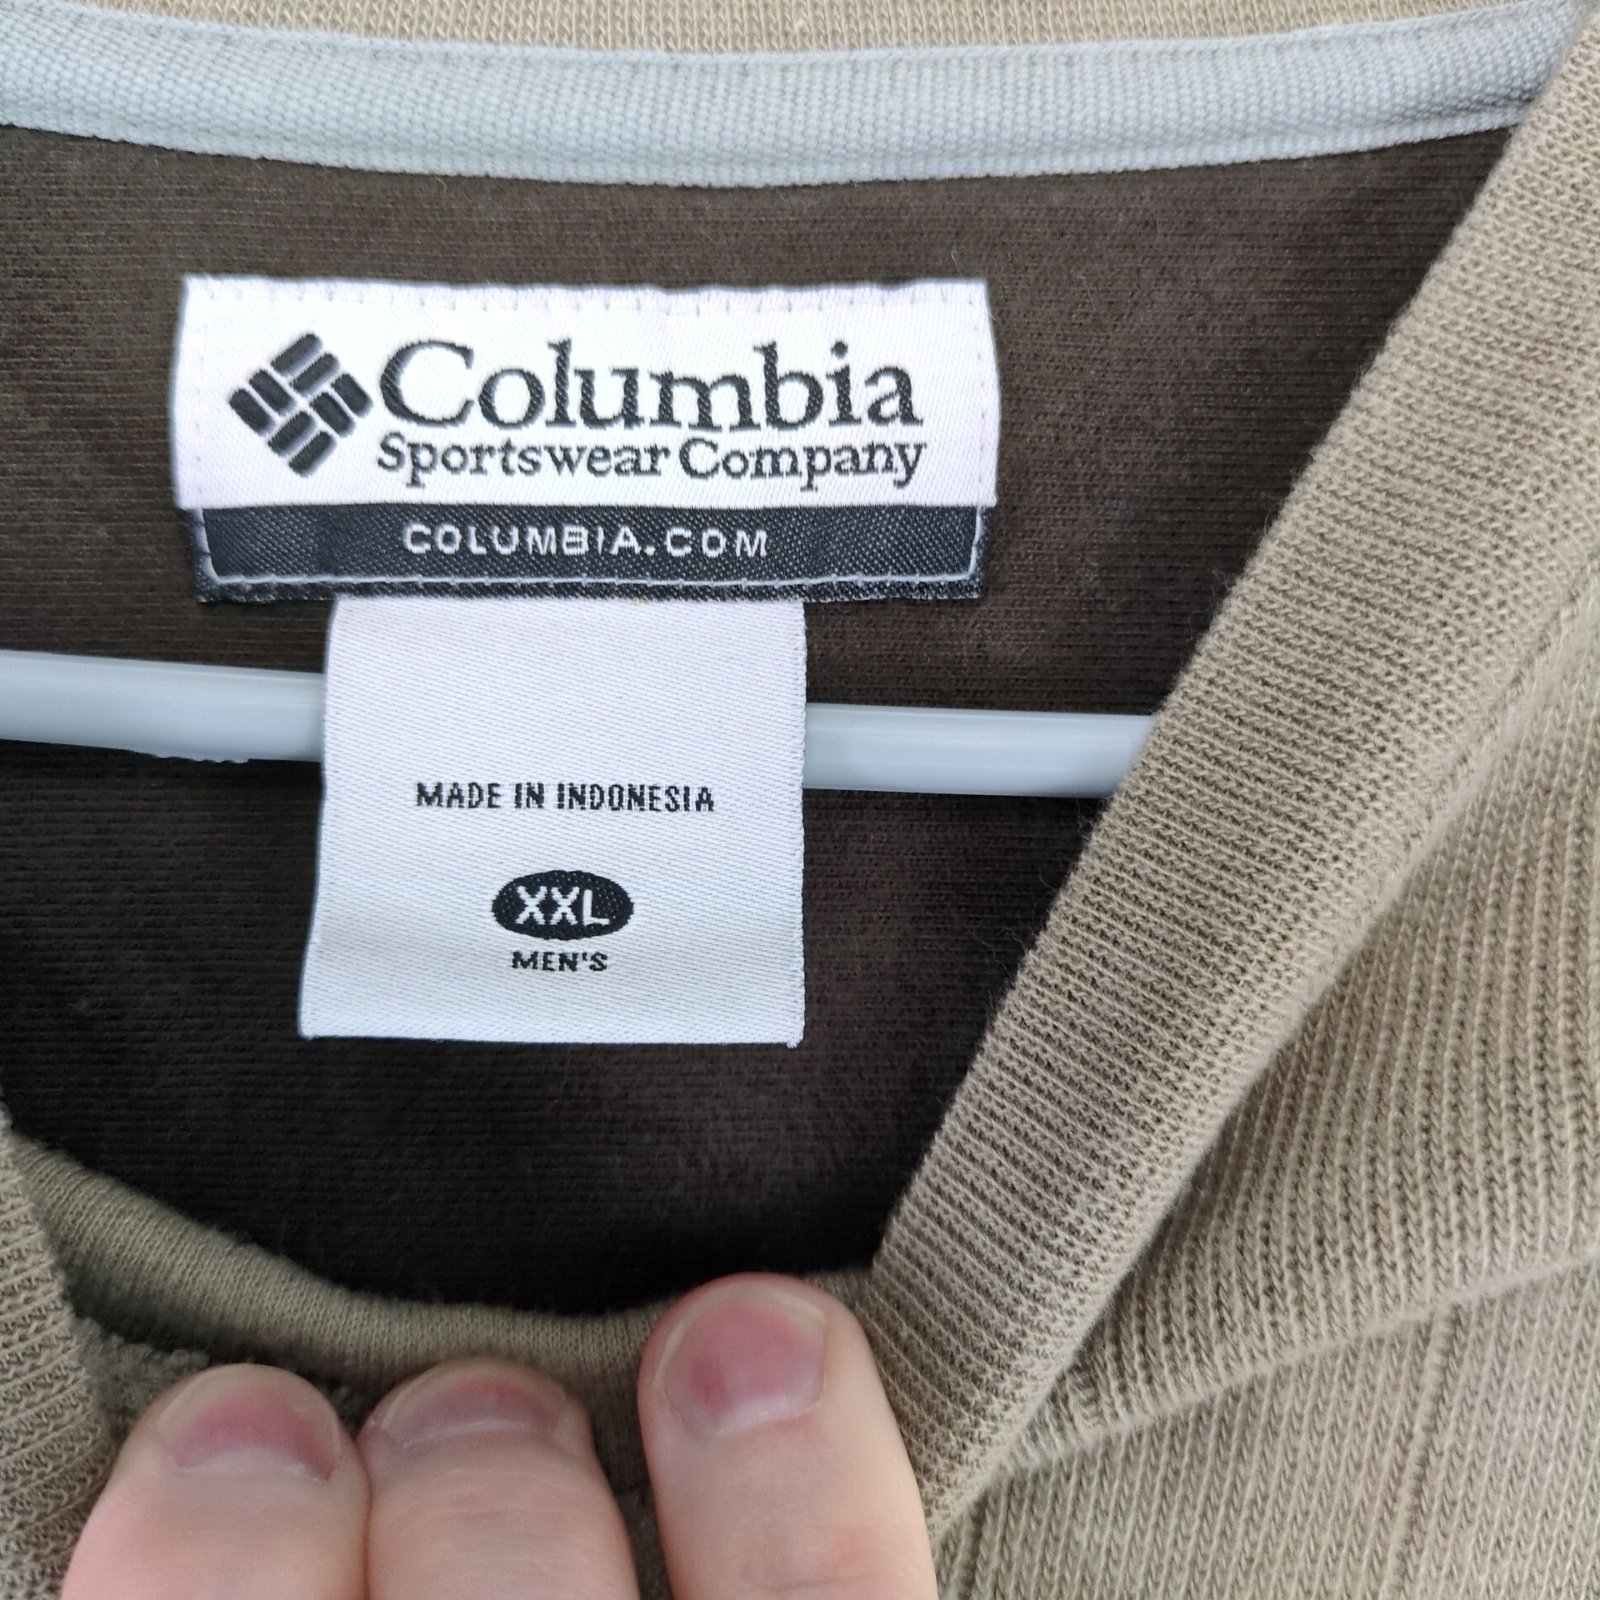 Columbia
Sportswear Company
COLUMBIA.COM
MADE IN INDONESIA
XXL
MEN'S